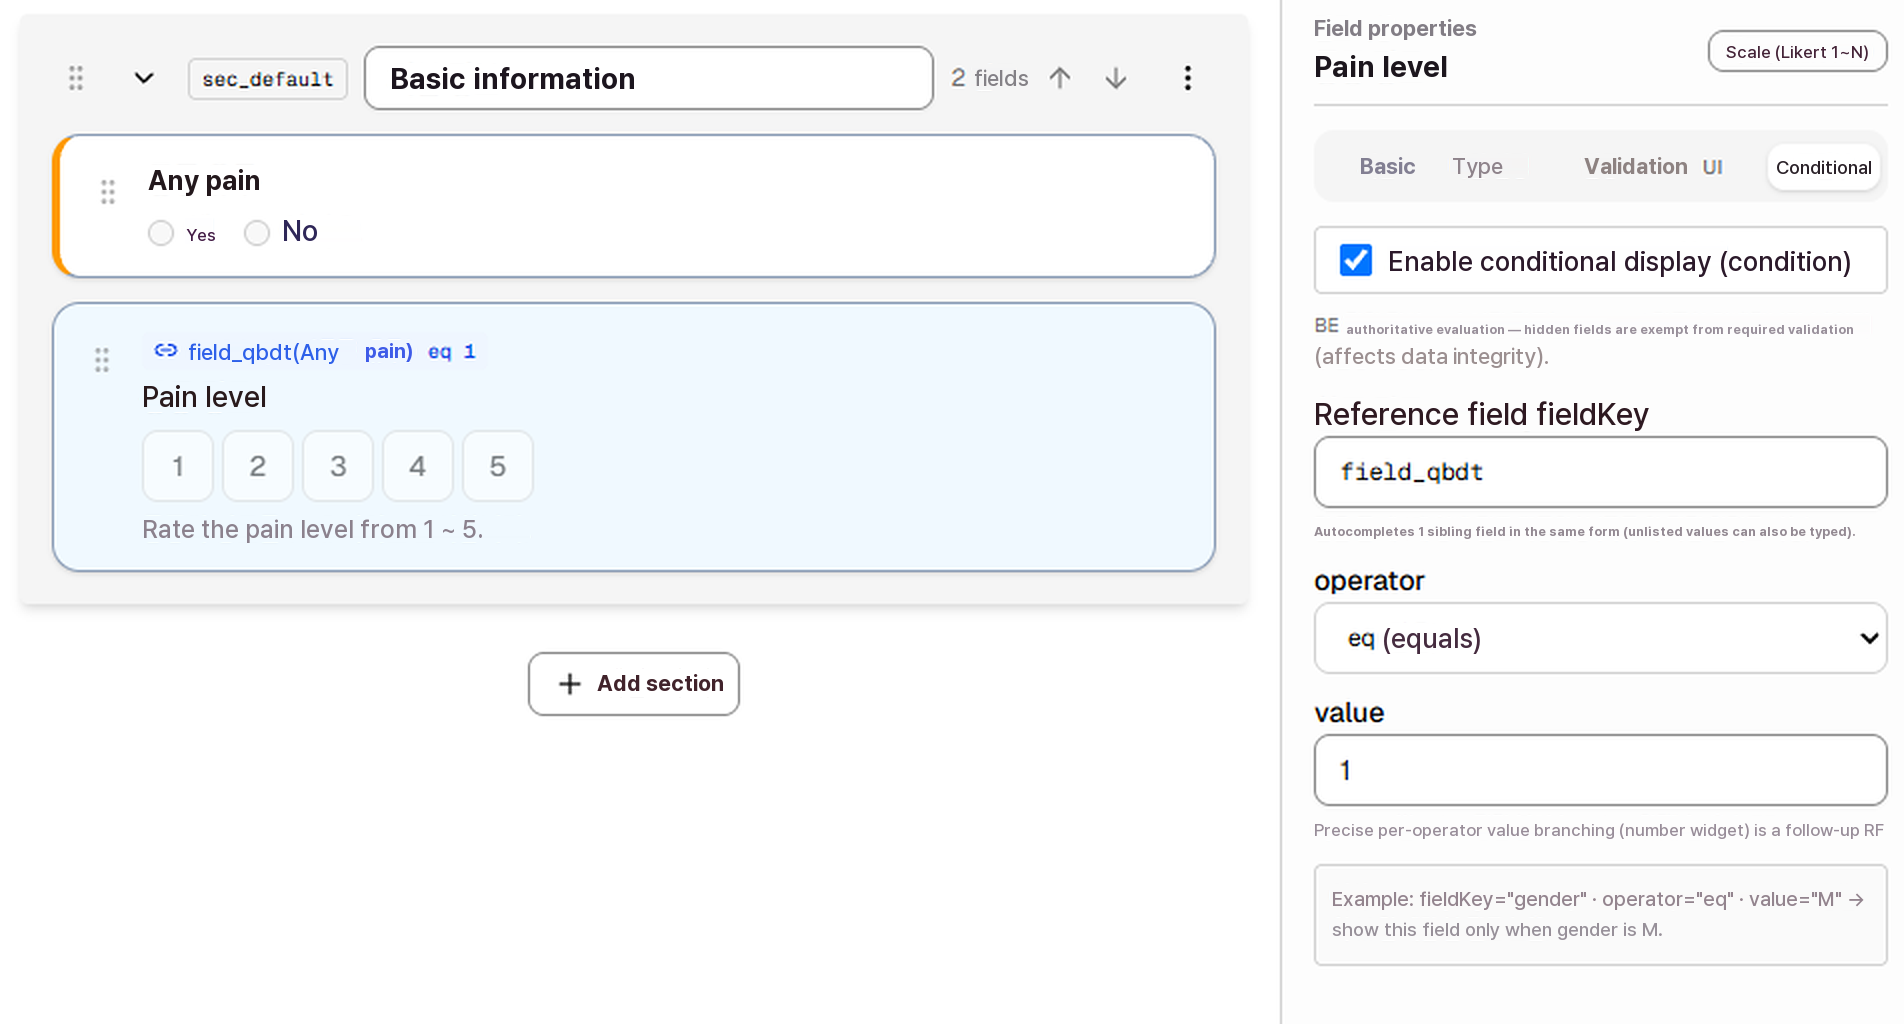 sec_default Basic information 2 fields
Any pain
Yes No
field_qbdt(Any pain) eq 1
Pain level
1 2 3 4 5
Rate the pain level from 1 ~ 5.
+ Add section
Field properties
Pain level
Scale (Likert 1~N)
Basic Type Validation UI Conditional
Enable conditional display (condition)
BE authoritative evaluation — hidden fields are exempt from required validation
(affects data integrity).
Reference field fieldKey
field_qbdt
Autocompletes 1 sibling field in the same form (unlisted values can also be typed).
operator
eq (equals)
value
1
Precise per-operator value branching (number widget) is a follow-up RF
Example: fieldKey="gender" · operator="eq" · value="M" →
show this field only when gender is M.